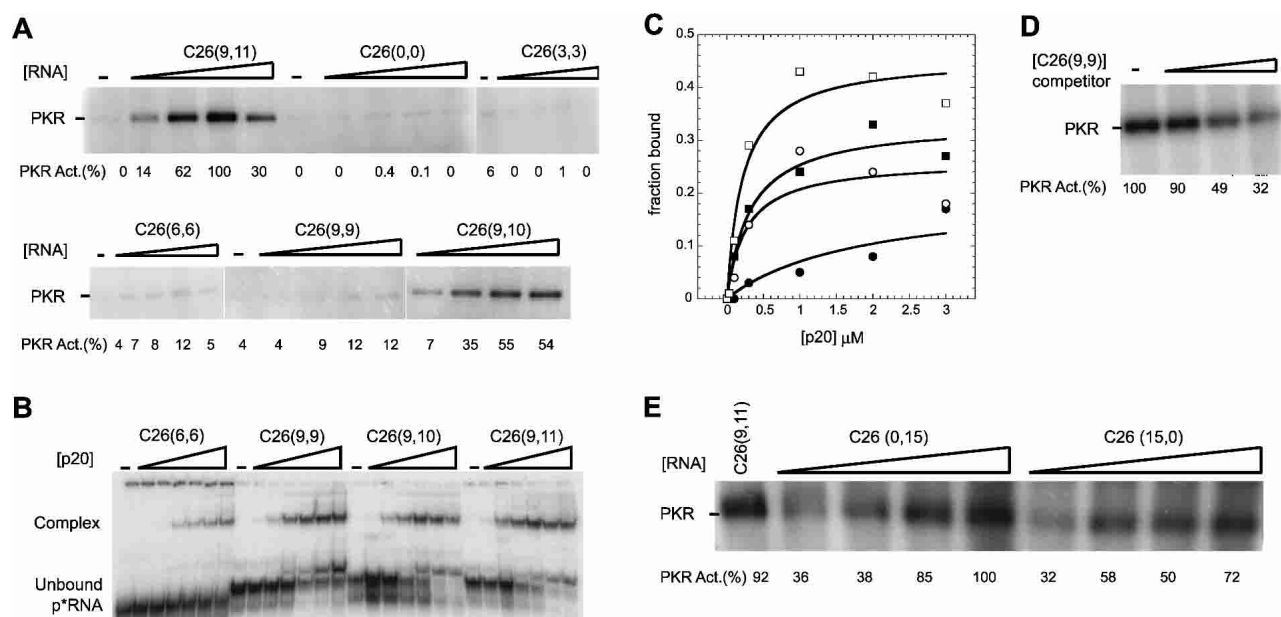 A
C26(9,11) C26(0,0) C26(3,3)
[RNA] – – –
PKR
PKR Act.(%) 0 14 62 100 30 0 0 0.4 0.1 0 6 0 0 1 0
C26(6,6) C26(9,9) C26(9,10)
[RNA] – –
PKR
PKR Act.(%) 4 7 8 12 5 4 4 9 12 12 7 35 55 54
B
C26(6,6) C26(9,9) C26(9,10) C26(9,11)
[p20] – – – –
Complex
Unbound
p*RNA
C
0.5
0.4
0.3
0.2
0.1
0
fraction bound
0 0.5 1 1.5 2 2.5 3
[p20] μM
D
[C26(9,9)]
competitor –
PKR
PKR Act.(%) 100 90 49 32
E
C26(9,11)
C26 (0,15) C26 (15,0)
[RNA]
PKR
PKR Act.(%) 92 36 38 85 100 32 58 50 72